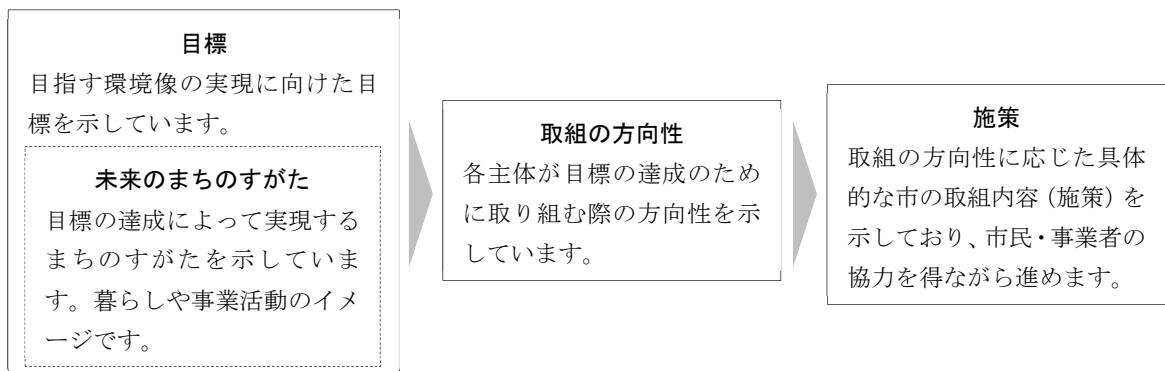 目標
目指す環境像の実現に向けた目
標を示しています。
未来のまちのすがた
目標の達成によって実現する
まちのすがたを示していま
す。暮らしや事業活動のイメ
ージです。
取組の方向性
各主体が目標の達成のため
に取り組む際の方向性を示
しています。
施策
取組の方向性に応じた具体
的な市の取組内容（施策）を
示しており、市民・事業者の
協力を得ながら進めます。